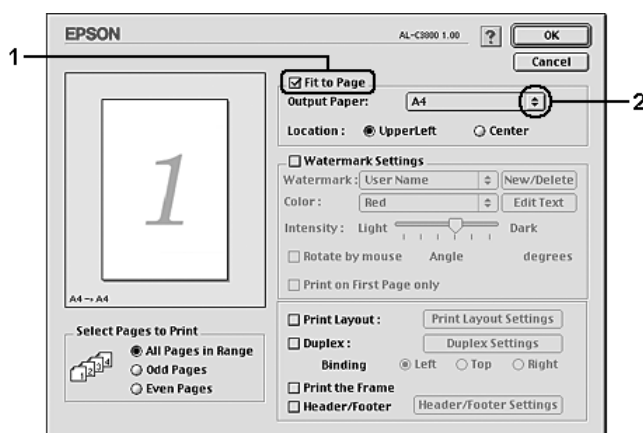 EPSON
AL-C3800 1.00
?
OK
Cancel
1
Fit to Page
Output Paper:
A4
2
Location :
UpperLeft
Center
1
A4→A4
Watermark Settings
Watermark:
User Name
New/Delete
Color :
Red
Edit Text
Intensity :
Light
Dark
Rotate by mouse
Angle
degrees
Print on First Page only
Select Pages to Print
1 2 3 4
All Pages in Range
Odd Pages
Even Pages
Print Layout :
Print Layout Settings
Duplex :
Duplex Settings
Binding
Left
Top
Right
Print the Frame
Header/Footer
Header/Footer Settings